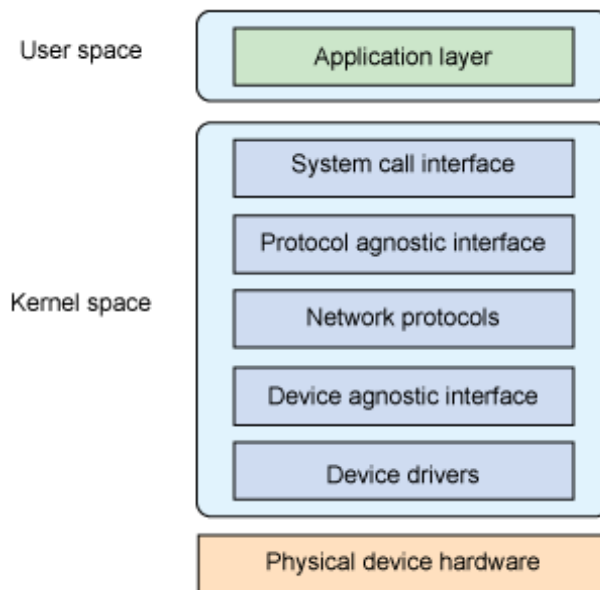 User space
Application layer
System call interface
Protocol agnostic interface
Kernel space
Network protocols
Device agnostic interface
Device drivers
Physical device hardware